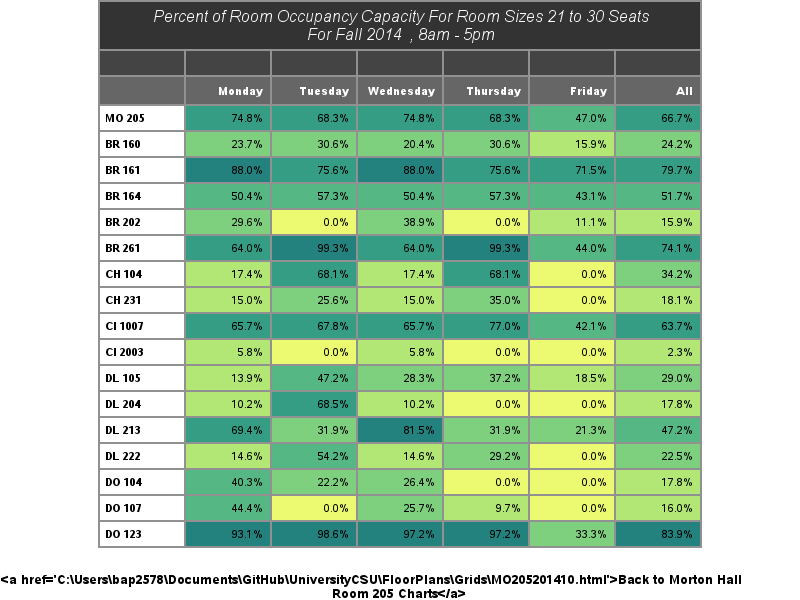 Percent of Room Occupancy Capacity For Room Sizes 21 to 30 Seats
For Fall 2014 , 8am - 5pm
Monday Tuesday Wednesday Thursday Friday All
MO 205 74.8% 68.3% 74.8% 68.3% 47.0% 66.7%
BR 160 23.7% 30.6% 20.4% 30.6% 15.9% 24.2%
BR 161 88.0% 75.6% 88.0% 75.6% 71.5% 79.7%
BR 164 50.4% 57.3% 50.4% 57.3% 43.1% 51.7%
BR 202 29.6% 0.0% 38.9% 0.0% 11.1% 15.9%
BR 261 64.0% 99.3% 64.0% 99.3% 44.0% 74.1%
CH 104 17.4% 68.1% 17.4% 68.1% 0.0% 34.2%
CH 231 15.0% 25.6% 15.0% 35.0% 0.0% 18.1%
CI 1007 65.7% 67.8% 65.7% 77.0% 42.1% 63.7%
CI 2003 5.8% 0.0% 5.8% 0.0% 0.0% 2.3%
DL 105 13.9% 47.2% 28.3% 37.2% 18.5% 29.0%
DL 204 10.2% 68.5% 10.2% 0.0% 0.0% 17.8%
DL 213 69.4% 31.9% 81.5% 31.9% 21.3% 47.2%
DL 222 14.6% 54.2% 14.6% 29.2% 0.0% 22.5%
DO 104 40.3% 22.2% 26.4% 0.0% 0.0% 17.8%
DO 107 44.4% 0.0% 25.7% 9.7% 0.0% 16.0%
DO 123 93.1% 98.6% 97.2% 97.2% 33.3% 83.9%
<a href='C:\Users\bap2578\Documents\GitHub\UniversityCSU\FloorPlans\Grids\MO205201410.html'>Back to Morton Hall
Room 205 Charts</a>